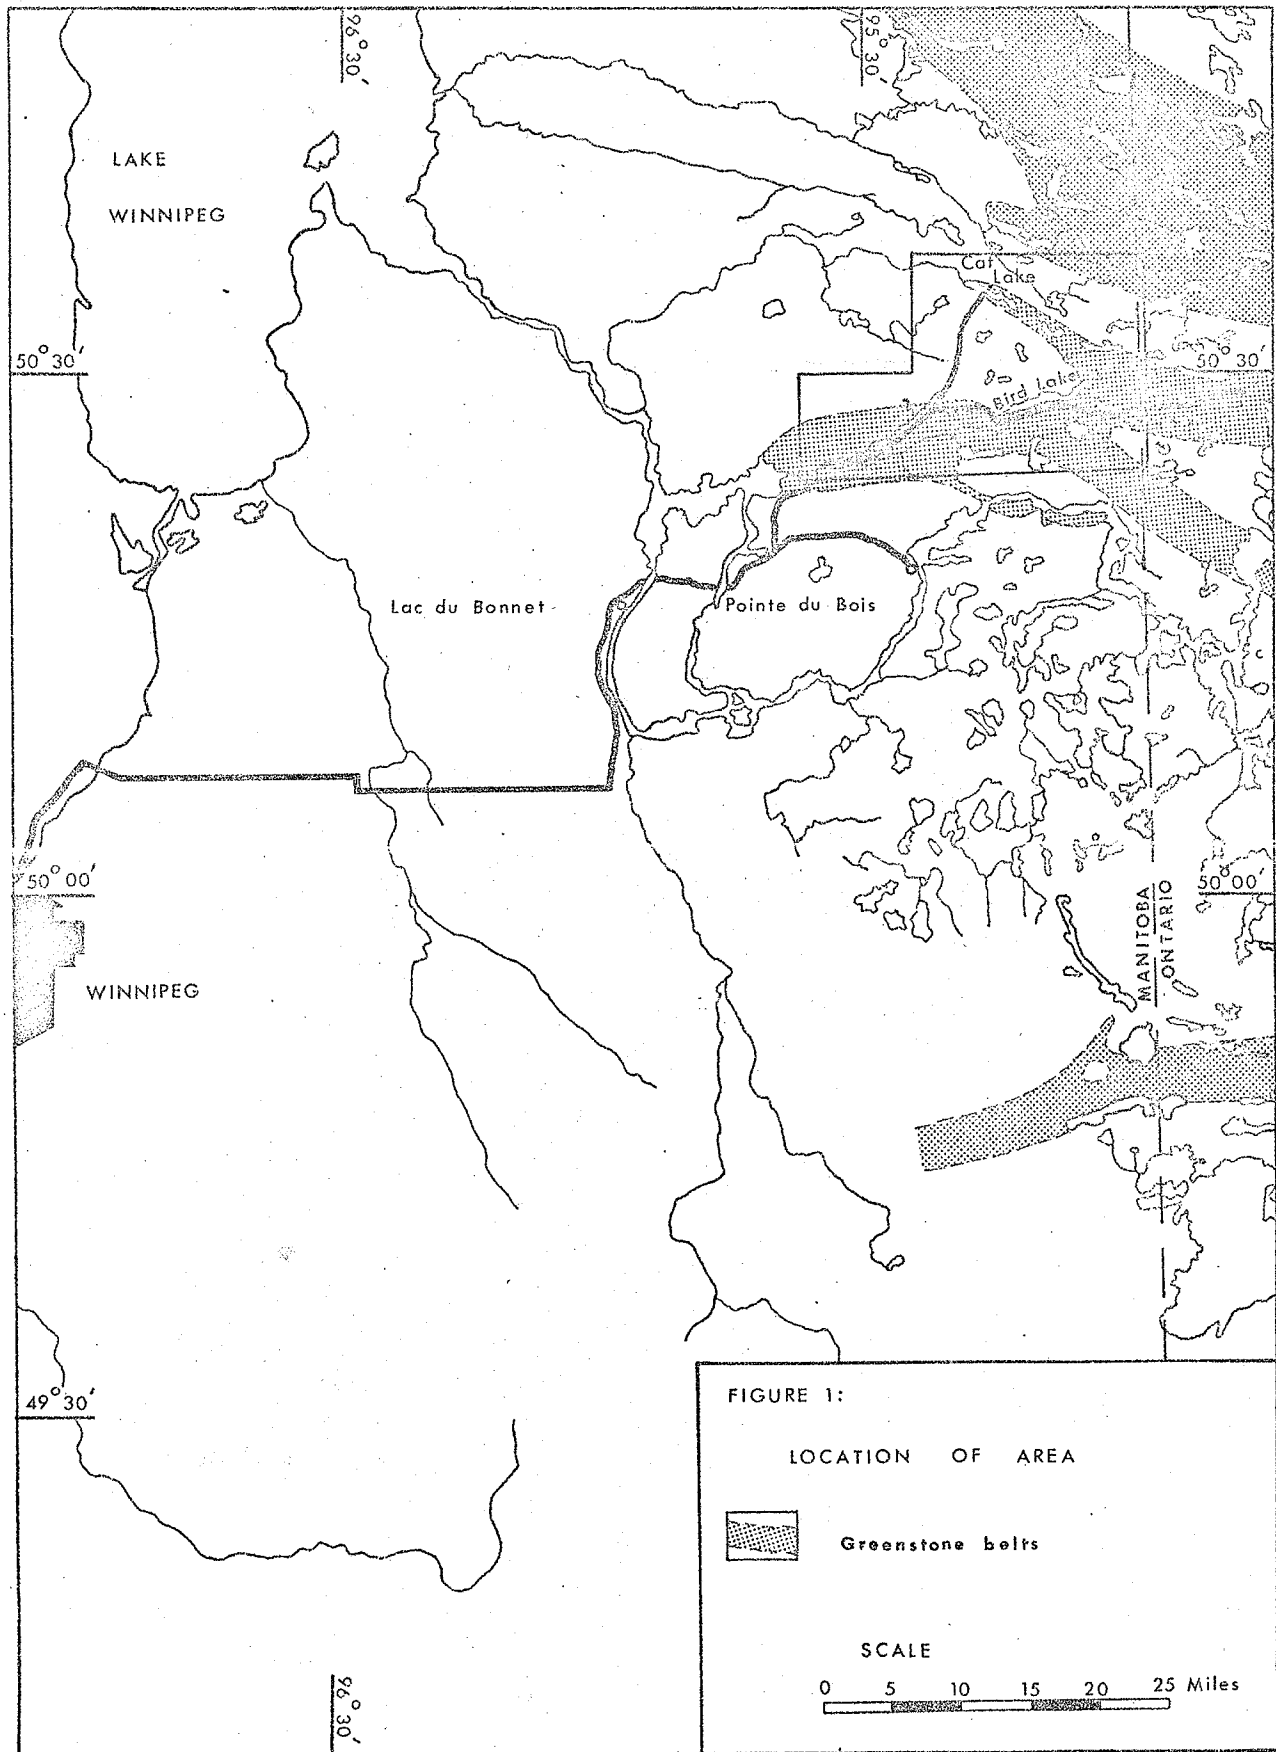 96°30'
95°30'
LAKE
WINNIPEG
Cat
Lake
50°30'
50°30'
Bird Lake
Lac du Bonnet
Pointe du Bois
50°00'
50°00'
MANITOBA
ONTARIO
WINNIPEG
49°30'
FIGURE 1:
LOCATION OF AREA
Greenstone belts
SCALE
0 5 10 15 20 25 Miles
96°30'